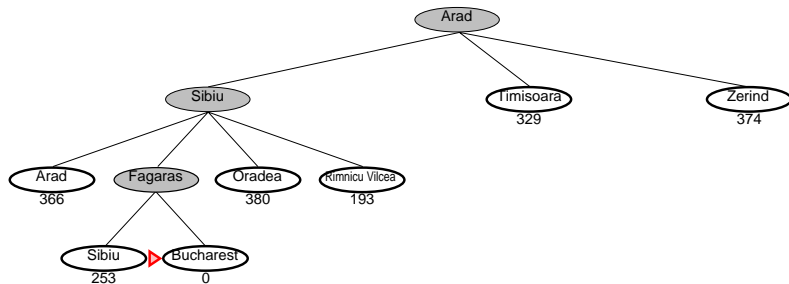 Arad
Sibiu
Timisoara
329
Zerind
374
Arad
366
Fagaras
Oradea
380
Rimnicu Vilcea
193
Sibiu
253
Bucharest
0